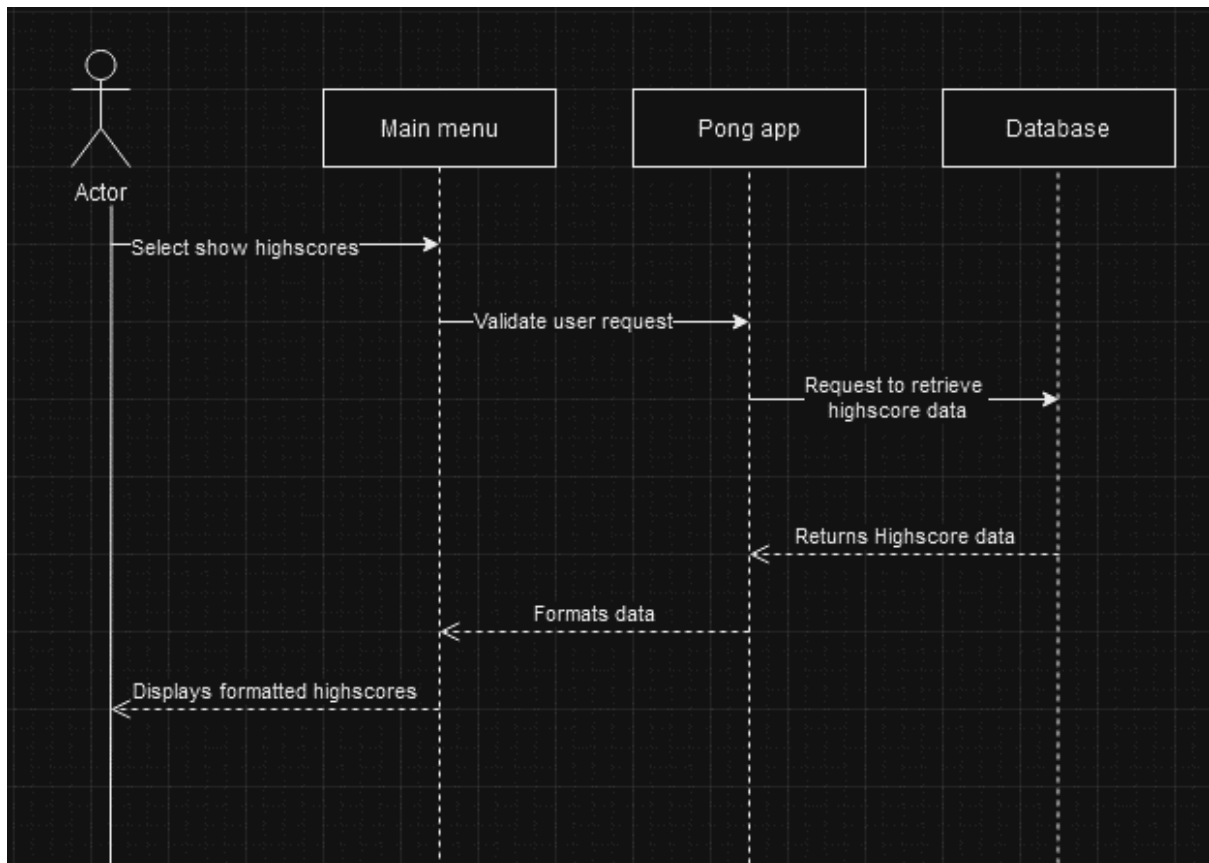 Main menu
Pong app
Database
Actor
Select show highscores
Validate user request
Request to retrieve
highscore data
Returns Highscore data
Formats data
Displays formatted highscores